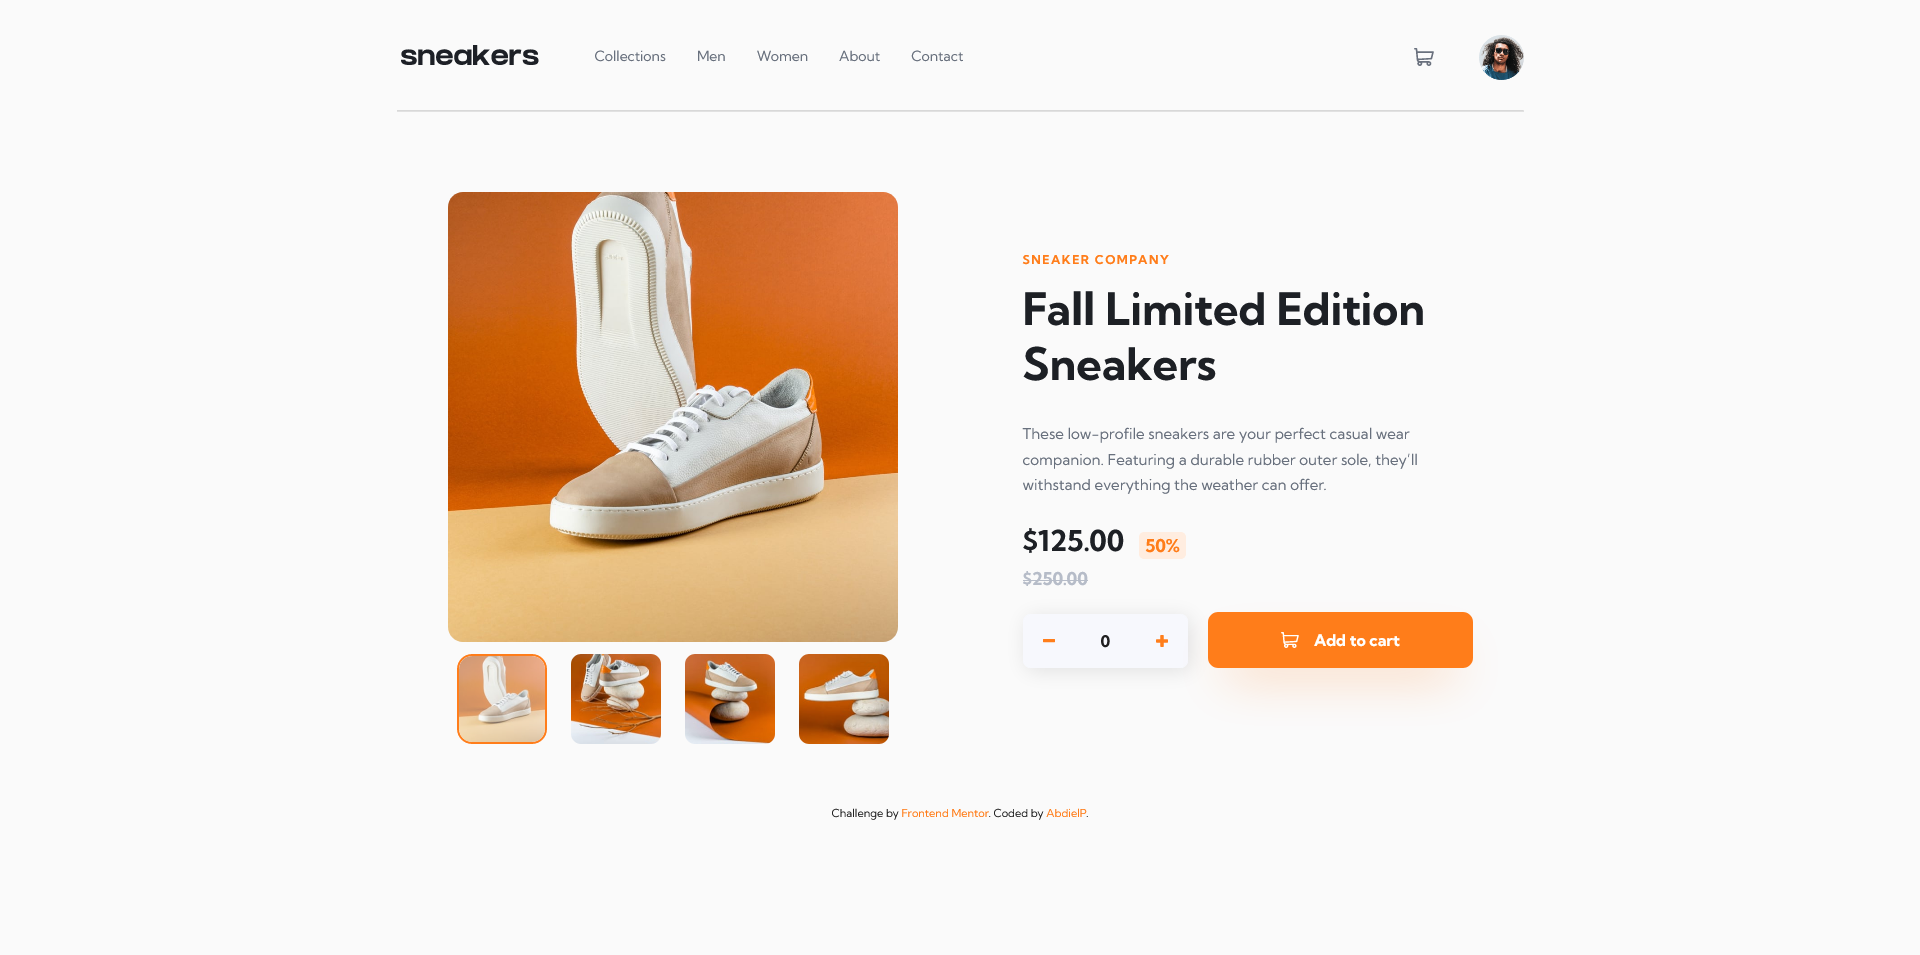 sneakers
Collections Men Women About Contact
SNEAKER COMPANY
Fall Limited Edition
Sneakers
These low-profile sneakers are your perfect casual wear
companion. Featuring a durable rubber outer sole, they'll
withstand everything the weather can offer.
$125.00 50%
$250.00
0
Add to cart
Challenge by Frontend Mentor. Coded by AbdielP.